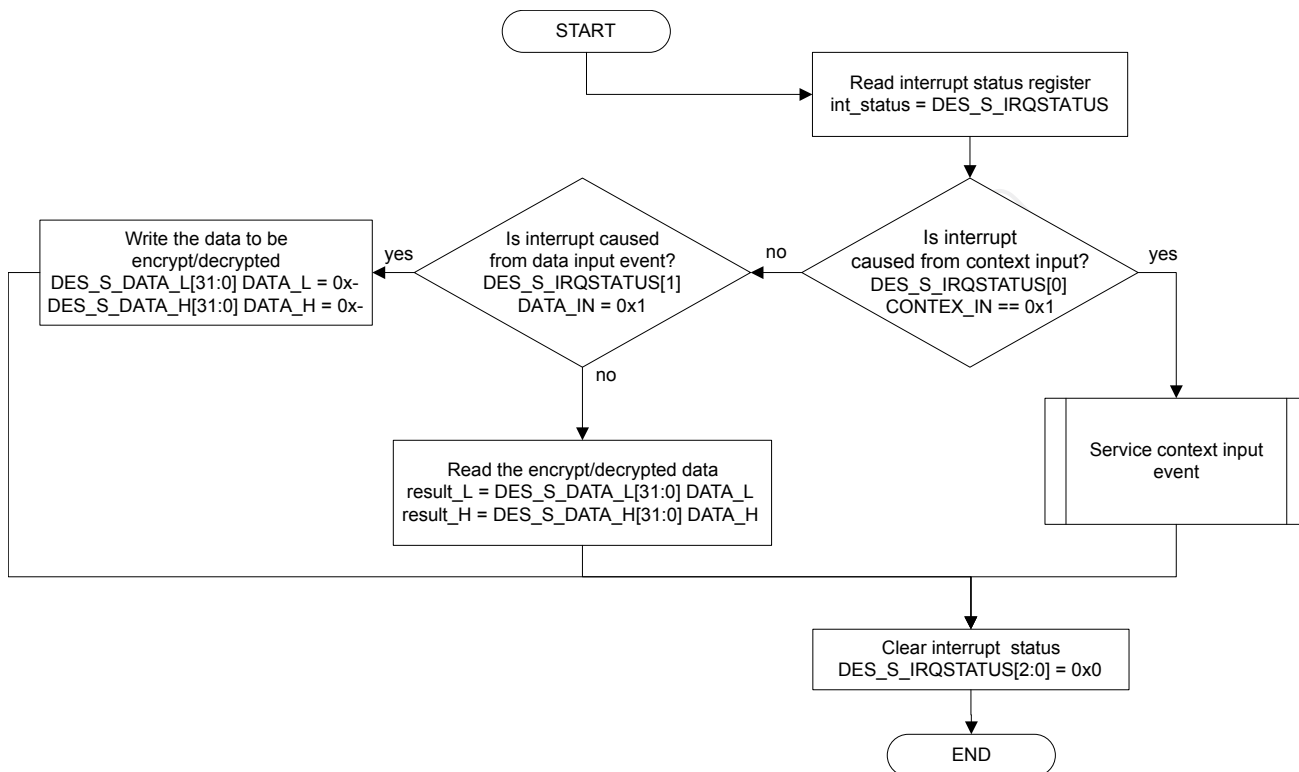 START
Read interrupt status register
int_status = DES_S_IRQSTATUS
Is interrupt
caused from context input?
DES_S_IRQSTATUS[0]
CONTEX_IN == 0x1
yes
no
Is interrupt caused
from data input event?
DES_S_IRQSTATUS[1]
DATA_IN = 0x1
yes
no
Write the data to be
encrypt/decrypted
DES_S_DATA_L[31:0] DATA_L = 0x-
DES_S_DATA_H[31:0] DATA_H = 0x-
Read the encrypt/decrypted data
result_L = DES_S_DATA_L[31:0] DATA_L
result_H = DES_S_DATA_H[31:0] DATA_H
Service context input
event
Clear interrupt status
DES_S_IRQSTATUS[2:0] = 0x0
END